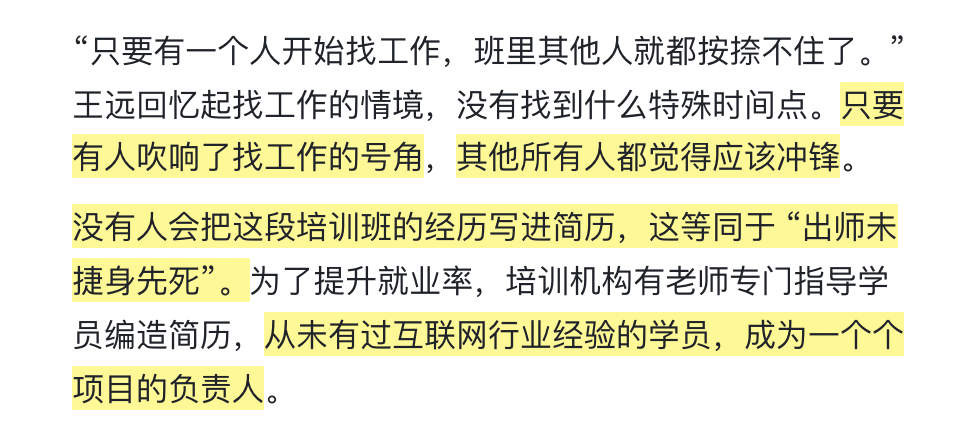 “只要有一个人开始找工作，班里其他人就都按捺不住了。”
王远回忆起找工作的情境，没有找到什么特殊时间点。只要
有人吹响了找工作的号角，其他所有人都觉得应该冲锋。
没有人会把这段培训班的经历写进简历，这等同于 “出师未
捷身先死”。为了提升就业率，培训机构有老师专门指导学
员编造简历，从未有过互联网行业经验的学员，成为一个个
项目的负责人。